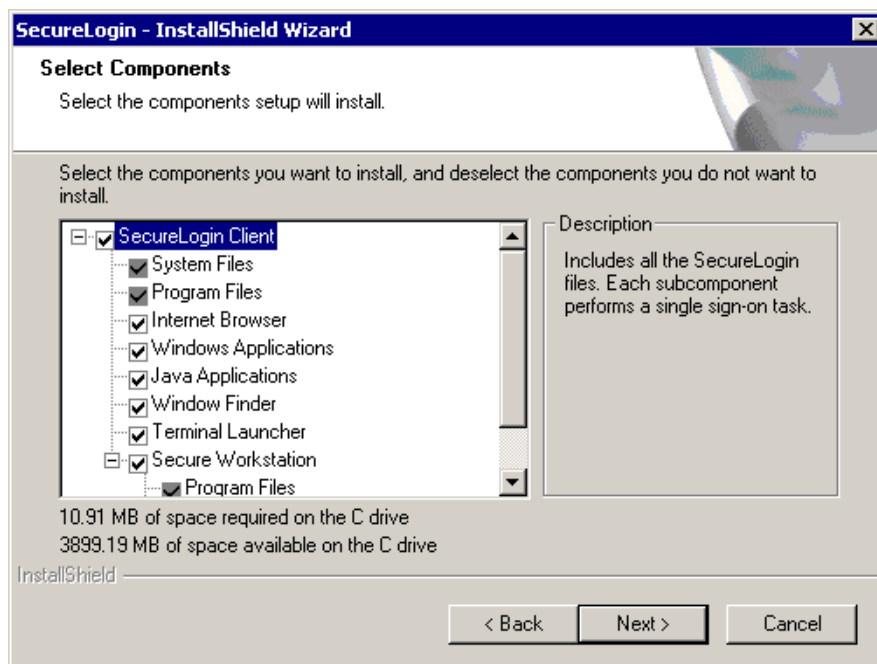 SecureLogin - InstallShield Wizard
Select Components
Select the components setup will install.
Select the components you want to install, and deselect the components you do not want to
install.
SecureLogin Client
System Files
Program Files
Internet Browser
Windows Applications
Java Applications
Window Finder
Terminal Launcher
Secure Workstation
Program Files
Description
Includes all the SecureLogin
files. Each subcomponent
performs a single sign-on task.
10.91 MB of space required on the C drive
3899.19 MB of space available on the C drive
InstallShield
< Back
Next >
Cancel